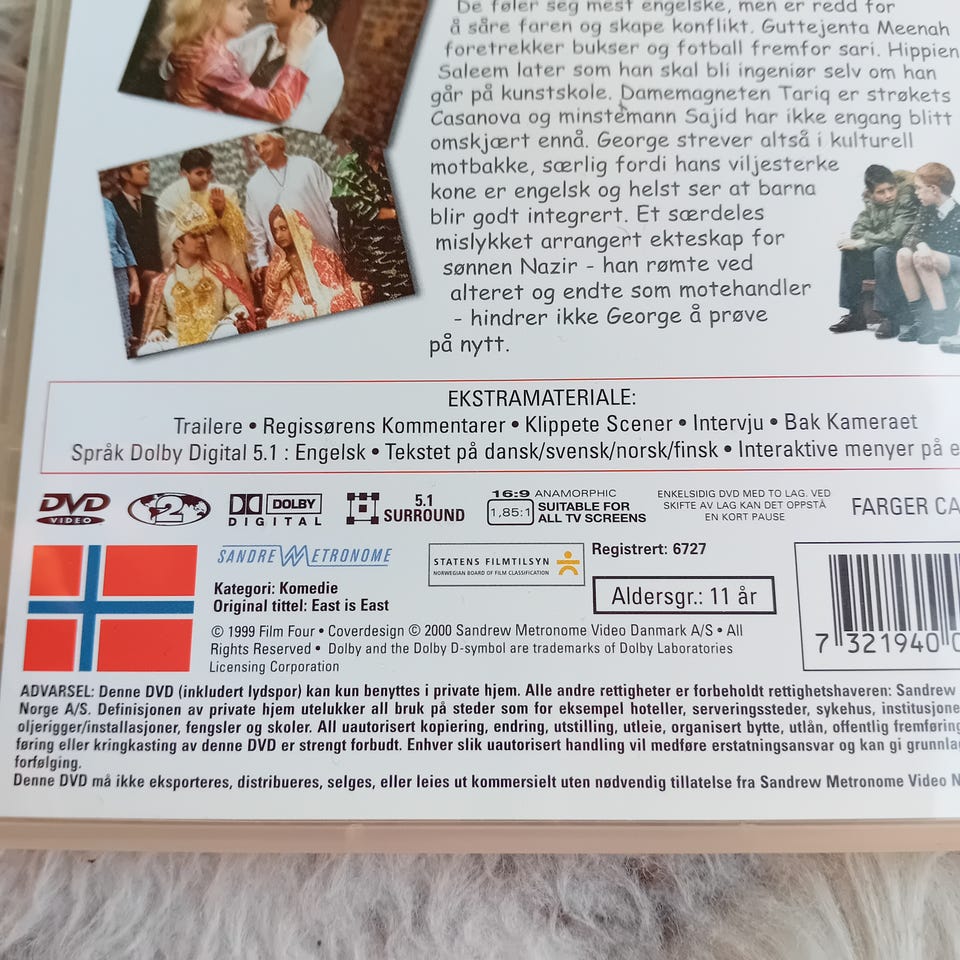 De føler seg mest engelske, men er redd for
å såre faren og skape konflikt. Guttejenta Meenah
foretrekker bukser og fotball fremfor sari. Hippien
Saleem later som han skal bli ingeniør selv om han
går på kunstskole. Damemagneten Tariq er strøkets
Casanova og minstemann Sajid har ikke engang blitt
omskjært ennå. George strever altså i kulturell
motbakke, særlig fordi hans viljesterke
kone er engelsk og helst ser at barna
blir godt integrert. Et særdeles
mislykket arrangert ekteskap for
sønnen Nazir - han rømte ved
alteret og endte som motehandler
- hindrer ikke George å prøve
på nytt.
EKSTRAMATERIALE:
Trailere • Regissørens Kommentarer • Klippete Scener • Intervju • Bak Kameraet
Språk Dolby Digital 5.1 : Engelsk • Tekstet på dansk/svensk/norsk/finsk • Interaktive menyer på e
DVD VIDEO 2 DOLBY DIGITAL 5.1 SURROUND
16:9 ANAMORPHIC
1,85:1 SUITABLE FOR ALL TV SCREENS
ENKELSIDIG DVD MED TO LAG. VED
SKIFTE AV LAG KAN DET OPPSTÅ
EN KORT PAUSE
FARGER CA
SANDREW METRONOME
STATENS FILMTILSYN
NORWEGIAN BOARD OF FILM CLASSIFICATION
Registrert: 6727
Kategori: Komedie
Original tittel: East is East
Aldersgr.: 11 år
© 1999 Film Four • Coverdesign © 2000 Sandrew Metronome Video Danmark A/S • All
Rights Reserved • Dolby and the Dolby D-symbol are trademarks of Dolby Laboratories
Licensing Corporation
7 321940 0
ADVARSEL: Denne DVD (inkludert lydspor) kan kun benyttes i private hjem. Alle andre rettigheter er forbeholdt rettighetshaveren: Sandrew
Norge A/S. Definisjonen av private hjem utelukker all bruk på steder som for eksempel hoteller, serveringssteder, sykehus, institusjone
oljerigger/installasjoner, fengsler og skoler. All uautorisert kopiering, endring, utstilling, utleie, organisert bytte, utlån, offentlig fremføring
føring eller kringkasting av denne DVD er strengt forbudt. Enhver slik uautorisert handling vil medføre erstatningsansvar og kan gi grunnla
forfølging.
Denne DVD må ikke eksporteres, distribueres, selges, eller leies ut kommersielt uten nødvendig tillatelse fra Sandrew Metronome Video N